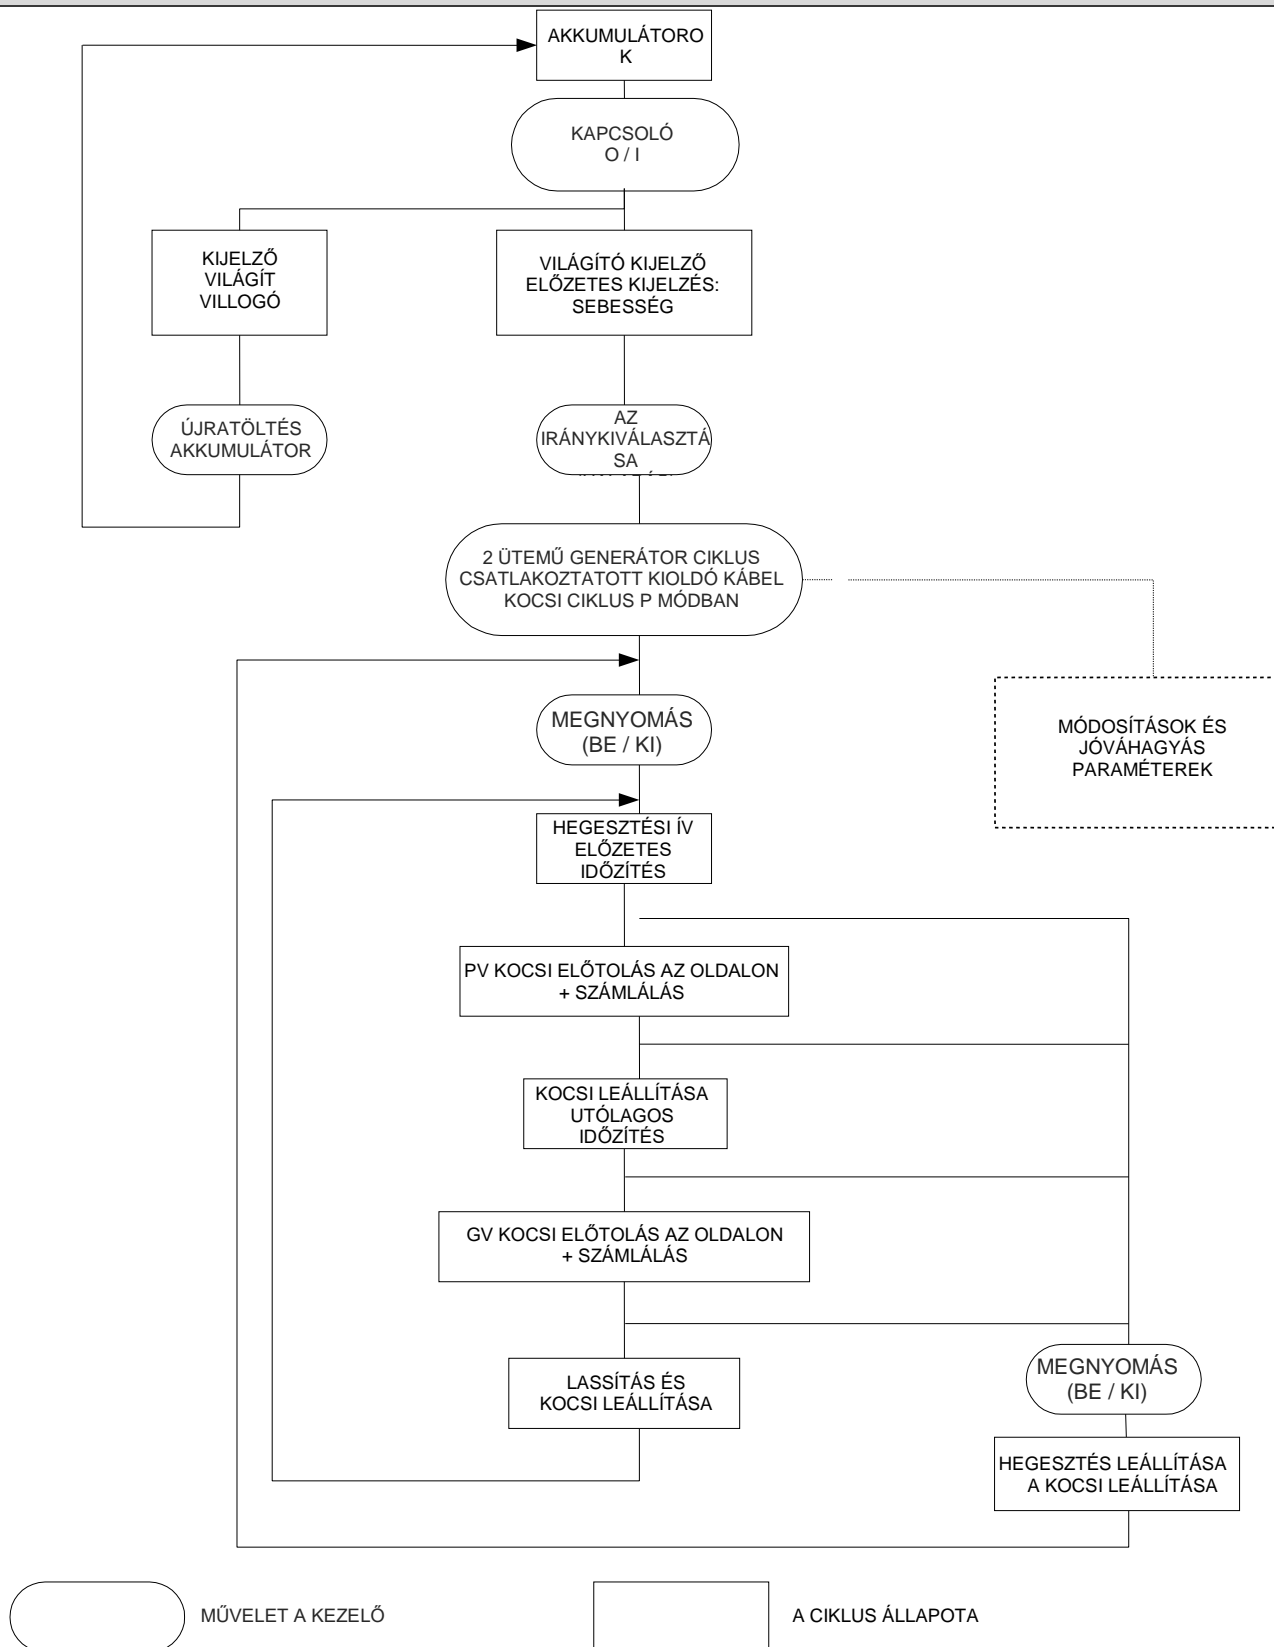 AKKUMULÁTORO
K
KAPCSOLÓ
O / I
KIJELZŐ
VILÁGÍT
VILLOGÓ
VILÁGÍTÓ KIJELZŐ
ELŐZETES KIJELZÉS:
SEBESSÉG
ÚJRATÖLTÉS
AKKUMULÁTOR
AZ
IRÁNYKIVÁLASZTÁ
SA
2 ÜTEMŰ GENERÁTOR CIKLUS
CSATLAKOZTATOTT KIOLDÓ KÁBEL
KOCSI CIKLUS P MÓDBAN
MEGNYOMÁS
(BE / KI)
MÓDOSÍTÁSOK ÉS
JÓVÁHAGYÁS
PARAMÉTEREK
HEGESZTÉSI ÍV
ELŐZETES
IDŐZÍTÉS
PV KOCSI ELŐTOLÁS AZ OLDALON
+ SZÁMLÁLÁS
KOCSI LEÁLLÍTÁSA
UTÓLAGOS
IDŐZÍTÉS
GV KOCSI ELŐTOLÁS AZ OLDALON
+ SZÁMLÁLÁS
LASSÍTÁS ÉS
KOCSI LEÁLLÍTÁSA
MEGNYOMÁS
(BE / KI)
HEGESZTÉS LEÁLLÍTÁSA
A KOCSI LEÁLLÍTÁSA
MŰVELET A KEZELŐ
A CIKLUS ÁLLAPOTA